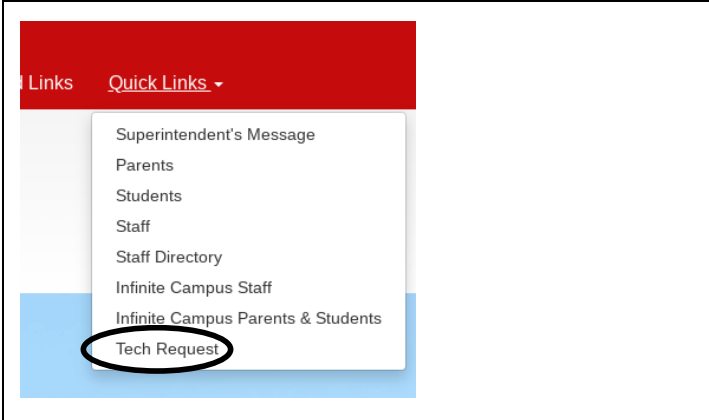 Links
Quick Links
Superintendent's Message
Parents
Students
Staff
Staff Directory
Infinite Campus Staff
Infinite Campus Parents & Students
Tech Request